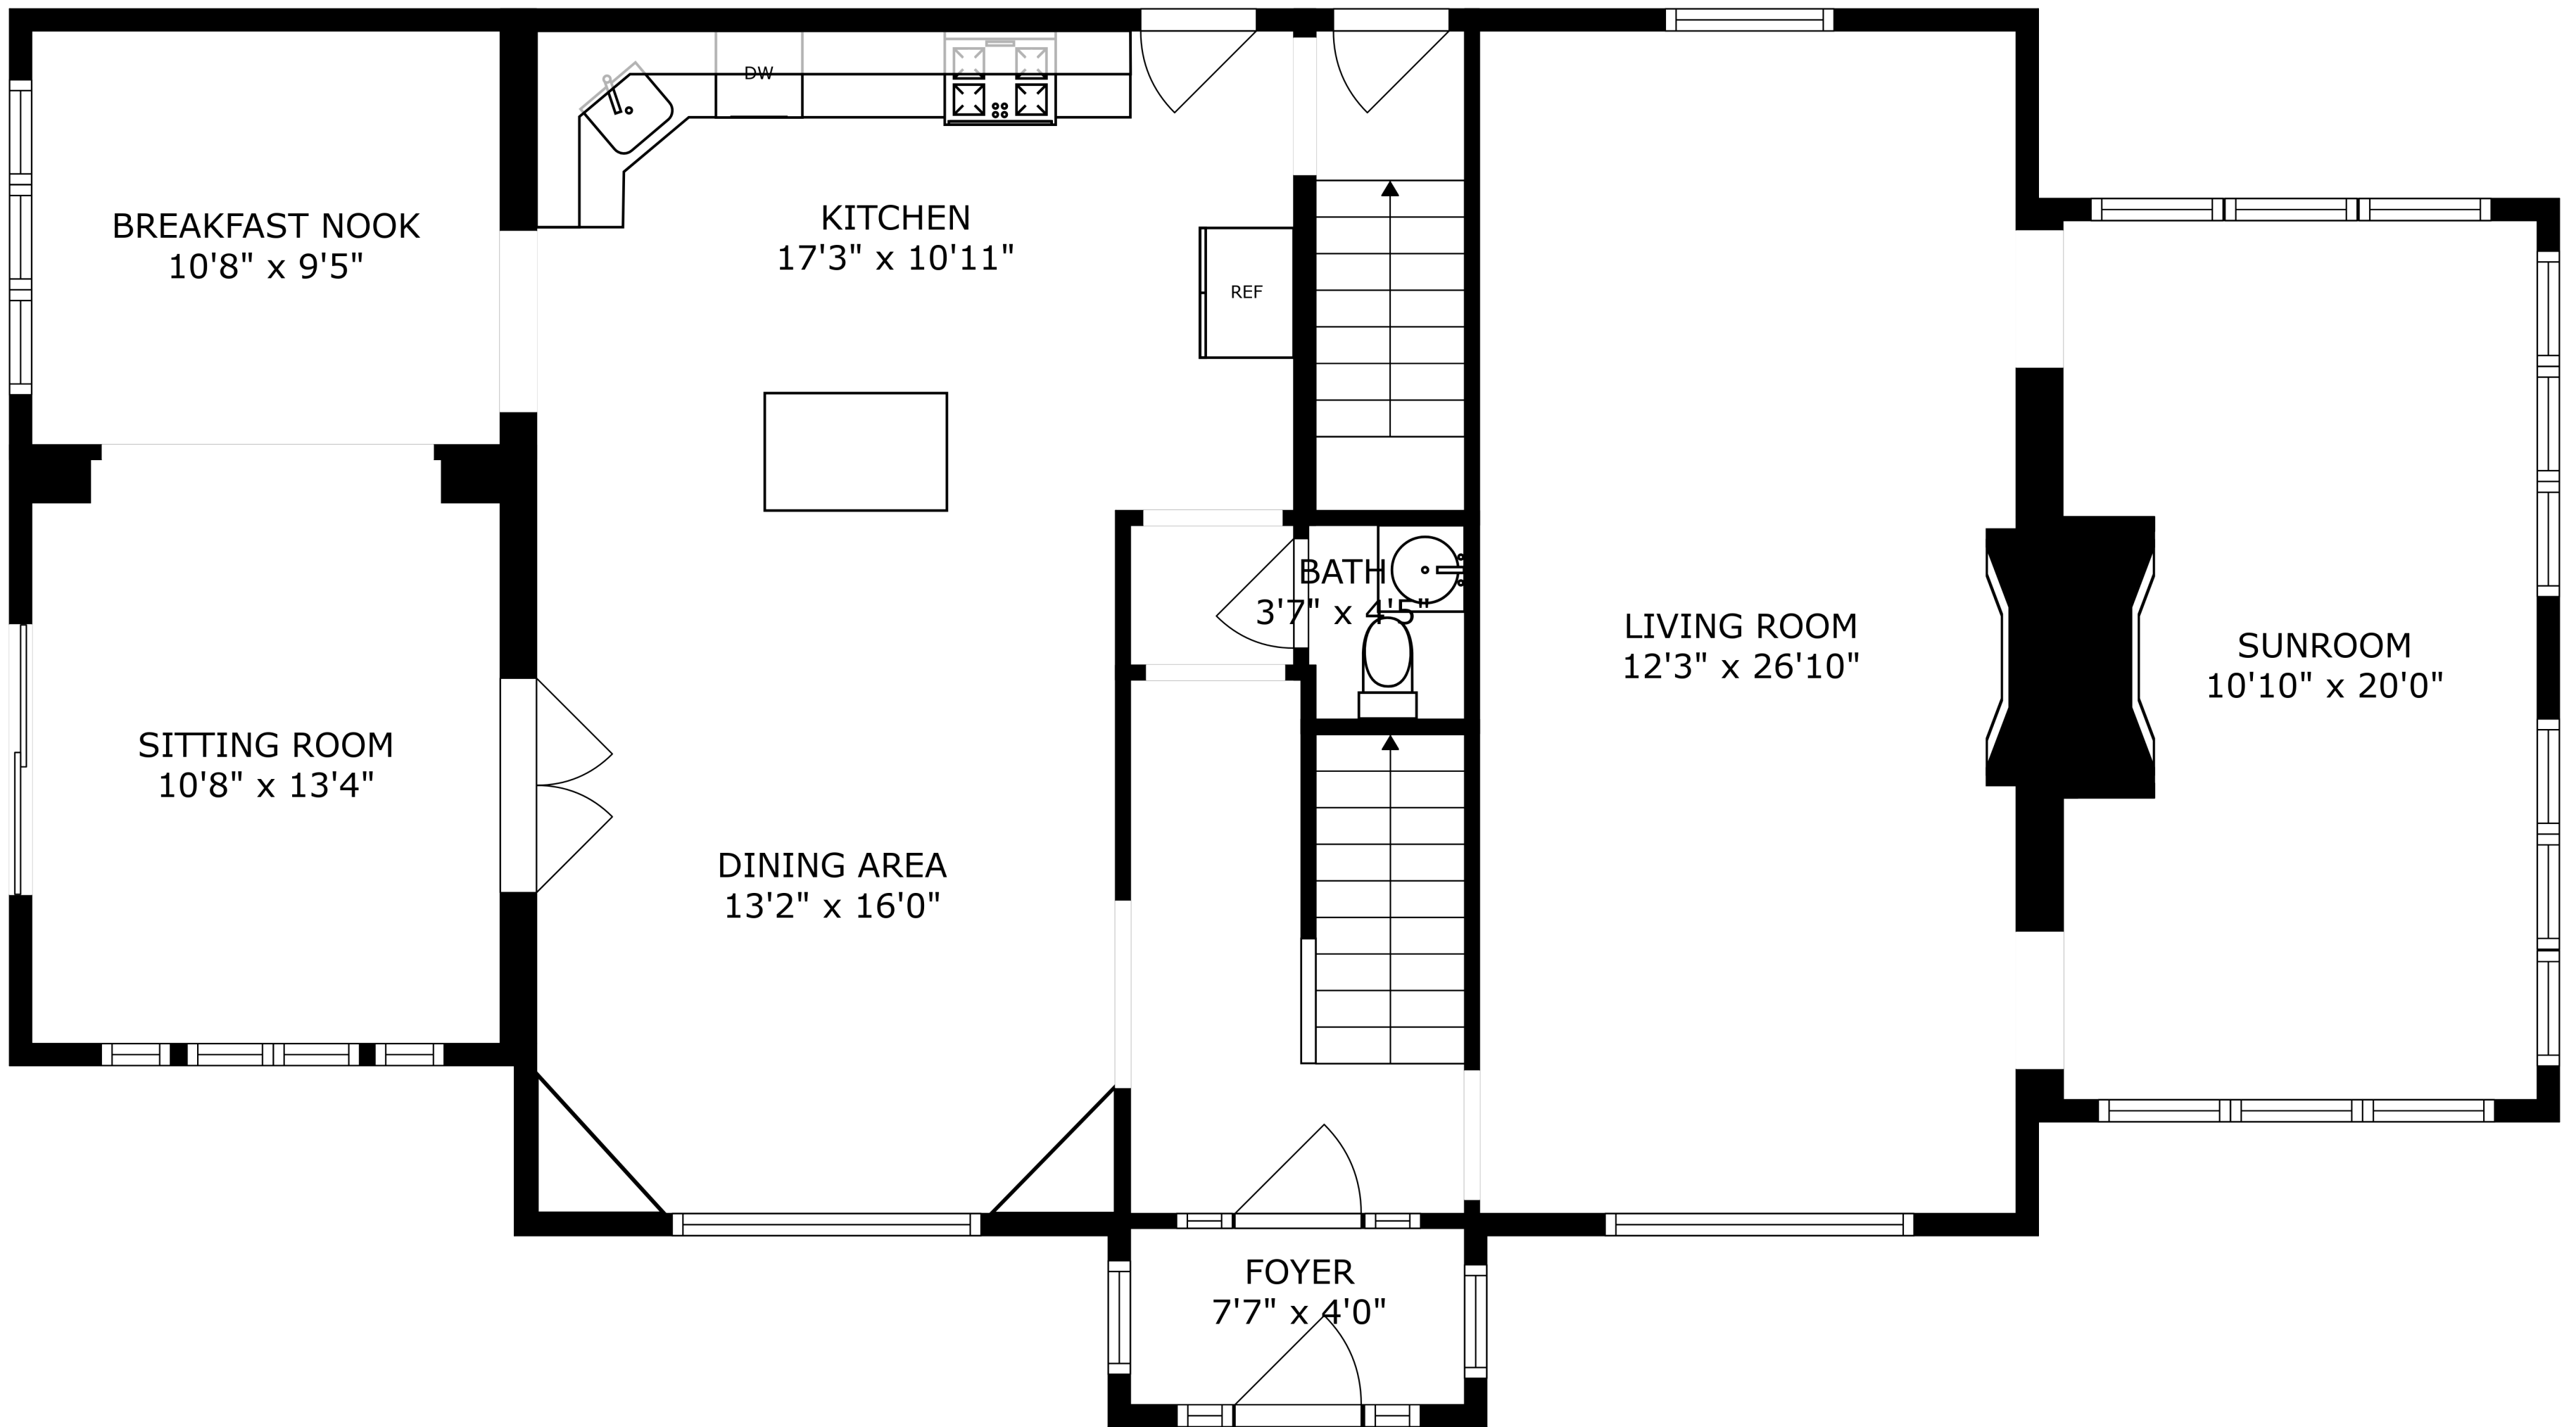 DW
BREAKFAST NOOK
10'8" x 9'5"
KITCHEN
17'3" x 10'11"
REF
BATH
3'7" x 4'5"
LIVING ROOM
12'3" x 26'10"
SUNROOM
10'10" x 20'0"
SITTING ROOM
10'8" x 13'4"
DINING AREA
13'2" x 16'0"
FOYER
7'7" x 4'0"